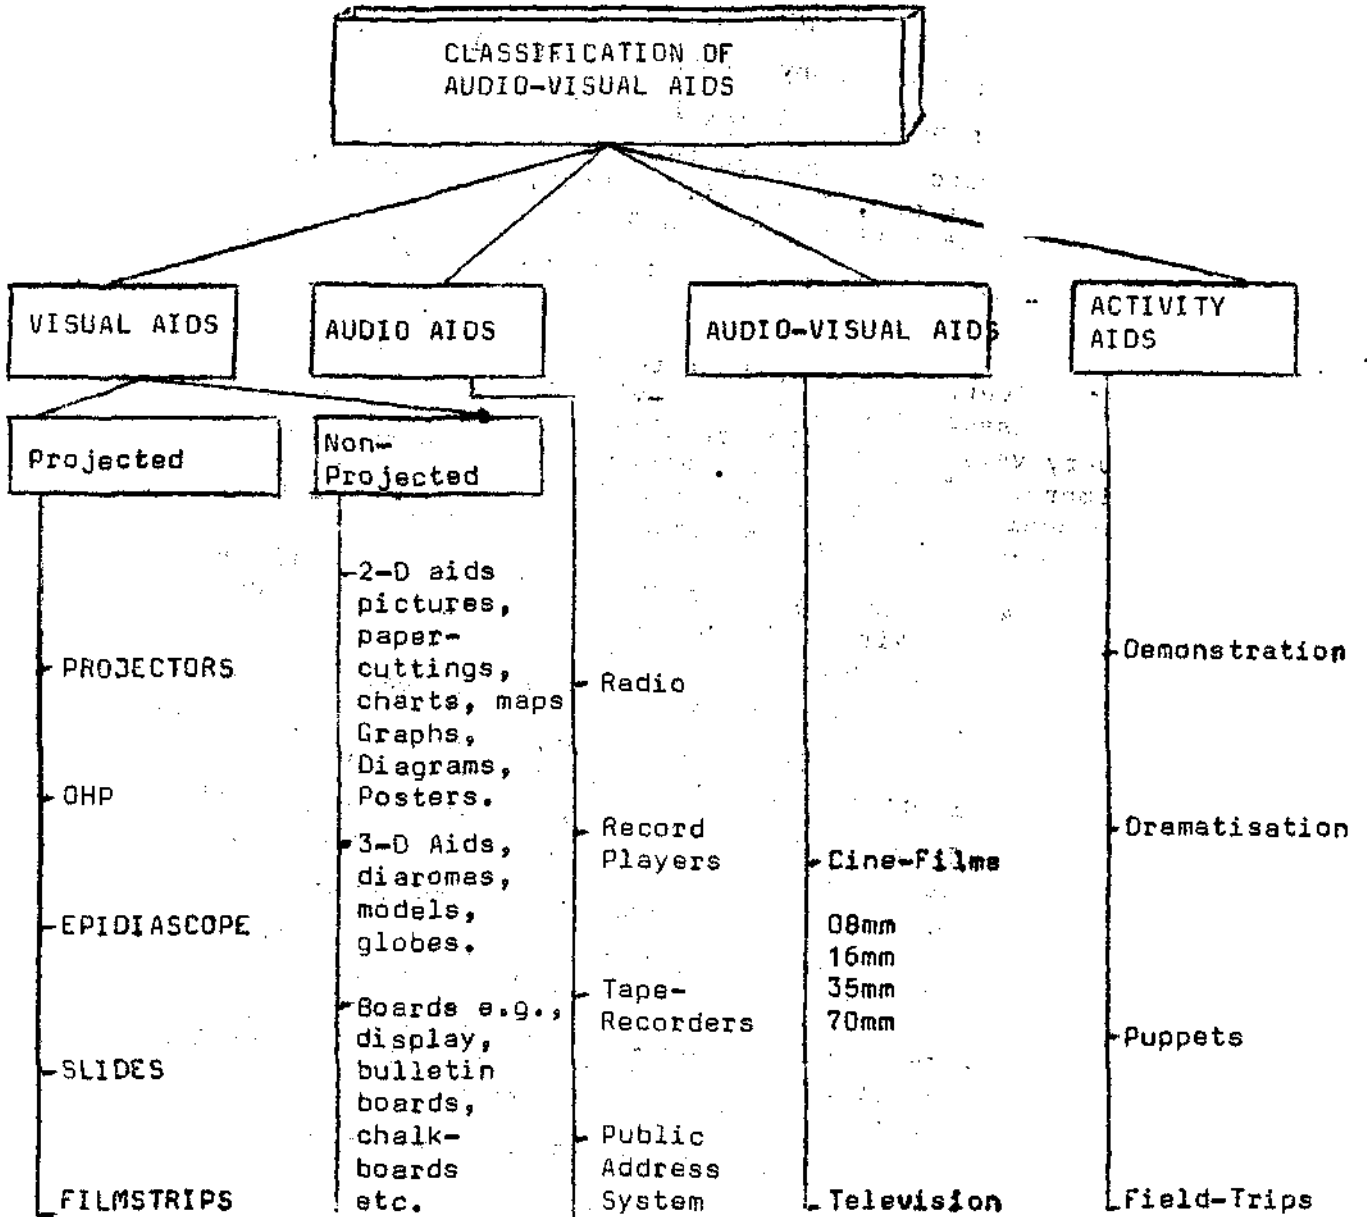 CLASSIFICATION OF
AUDIO-VISUAL AIDS
VISUAL AIDS
AUDIO AIDS
AUDIO-VISUAL AIDS
ACTIVITY
AIDS
Projected
Non-
Projected
PROJECTORS
OHP
EPIDIASCOPE
SLIDES
FILMSTRIPS
2-D aids
pictures,
paper-
cuttings,
charts, maps
Graphs,
Diagrams,
Posters.
3-D Aids,
diaromas,
models,
globes.
Boards e.g.,
display,
bulletin
boards,
chalk-
boards
etc.
Radio
Record
Players
Tape-
Recorders
Public
Address
System
Cine-Films
08mm
16mm
35mm
70mm
Television
Demonstration
Dramatisation
Puppets
Field-Trips